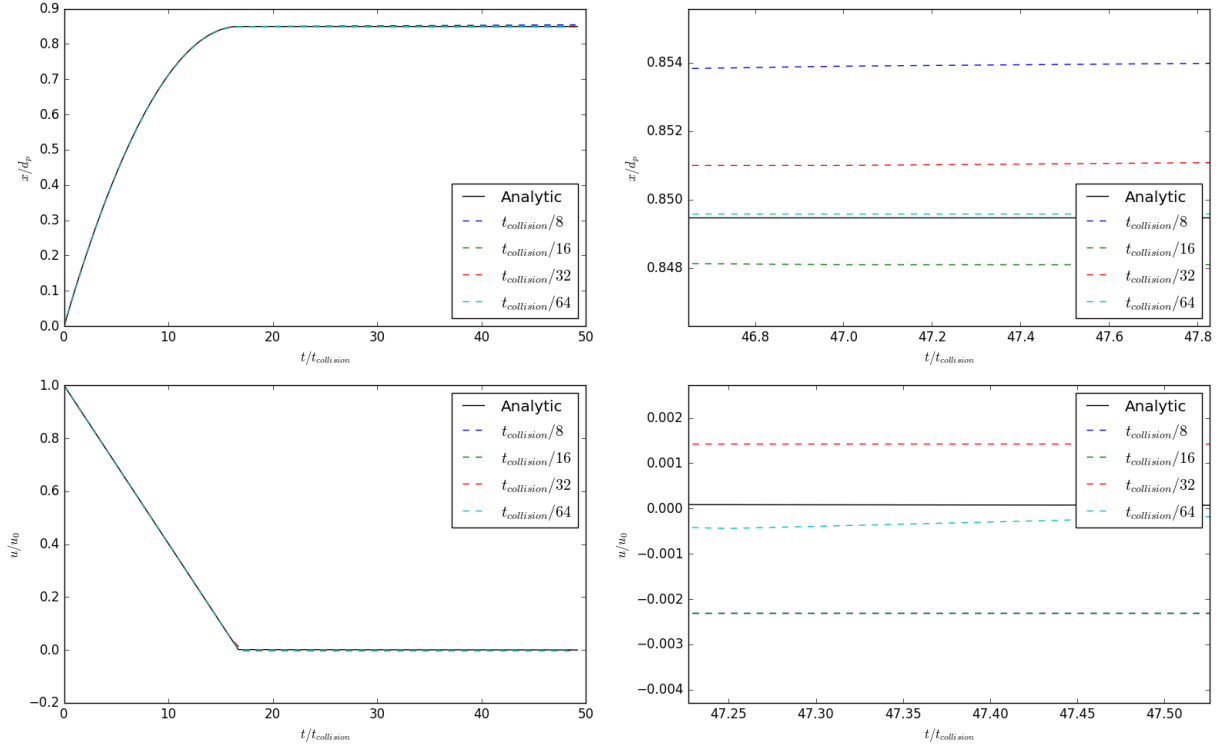 0.9
0.8
0.7
0.6
0.5
0.4
0.3
0.2
0.1
0.0
x/d_p
0 10 20 30 40 50
t/t_collision
Analytic
t_collision/8
t_collision/16
t_collision/32
t_collision/64
0.854
0.852
0.850
0.848
x/d_p
46.8 47.0 47.2 47.4 47.6 47.8
t/t_collision
Analytic
t_collision/8
t_collision/16
t_collision/32
t_collision/64
1.0
0.8
0.6
0.4
0.2
0.0
−0.2
u/u_0
0 10 20 30 40 50
t/t_collision
Analytic
t_collision/8
t_collision/16
t_collision/32
t_collision/64
0.002
0.001
0.000
−0.001
−0.002
−0.003
−0.004
u/u_0
47.25 47.30 47.35 47.40 47.45 47.50
t/t_collision
Analytic
t_collision/8
t_collision/16
t_collision/32
t_collision/64